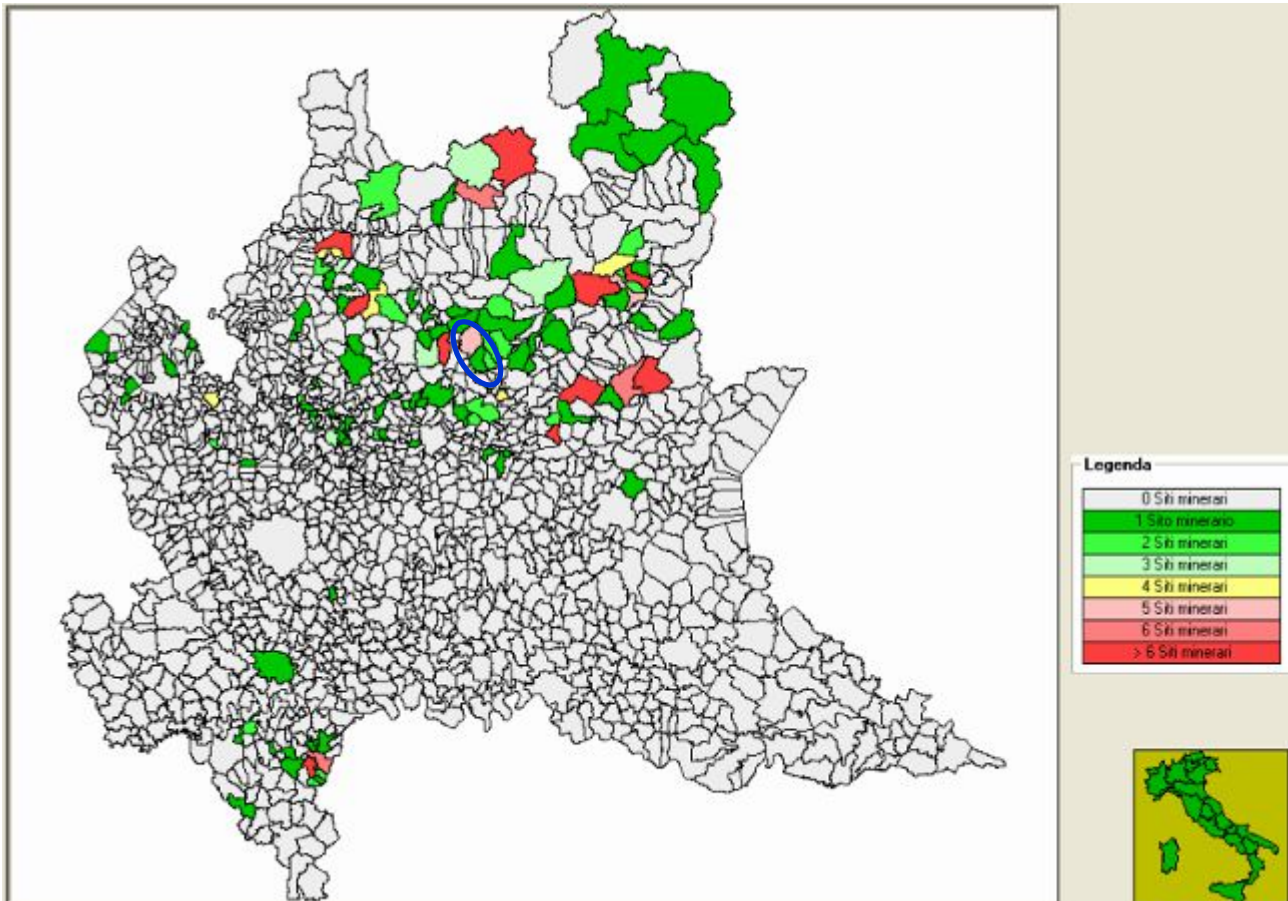 Legenda
0 Siti minerari
1 Sito minerario
2 Siti minerari
3 Siti minerari
4 Siti minerari
5 Siti minerari
6 Siti minerari
> 6 Siti minerari